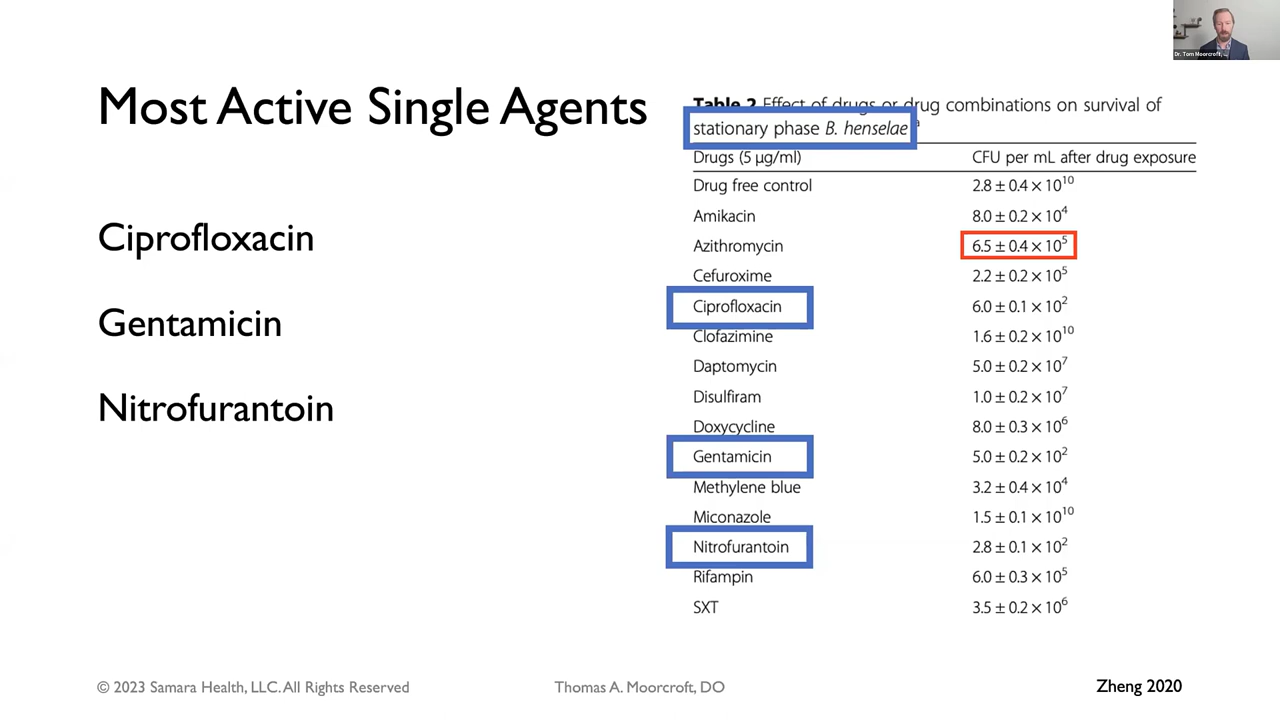 Dr. Tom Moorcroft, ...
Most Active Single Agents
Ciprofloxacin
Gentamicin
Nitrofurantoin
Table 2 Effect of drugs or drug combinations on survival of
stationary phase B. henselae a
Drugs (5 µg/ml) CFU per mL after drug exposure
Drug free control 2.8 ± 0.4 × 10¹⁰
Amikacin 8.0 ± 0.2 × 10⁴
Azithromycin 6.5 ± 0.4 × 10⁵
Cefuroxime 2.2 ± 0.2 × 10⁵
Ciprofloxacin 6.0 ± 0.1 × 10²
Clofazimine 1.6 ± 0.2 × 10¹⁰
Daptomycin 5.0 ± 0.2 × 10⁷
Disulfiram 1.0 ± 0.2 × 10⁷
Doxycycline 8.0 ± 0.3 × 10⁶
Gentamicin 5.0 ± 0.2 × 10²
Methylene blue 3.2 ± 0.4 × 10⁴
Miconazole 1.5 ± 0.1 × 10¹⁰
Nitrofurantoin 2.8 ± 0.1 × 10²
Rifampin 6.0 ± 0.3 × 10⁵
SXT 3.5 ± 0.2 × 10⁶
© 2023 Samara Health, LLC. All Rights Reserved
Thomas A. Moorcroft, DO
Zheng 2020